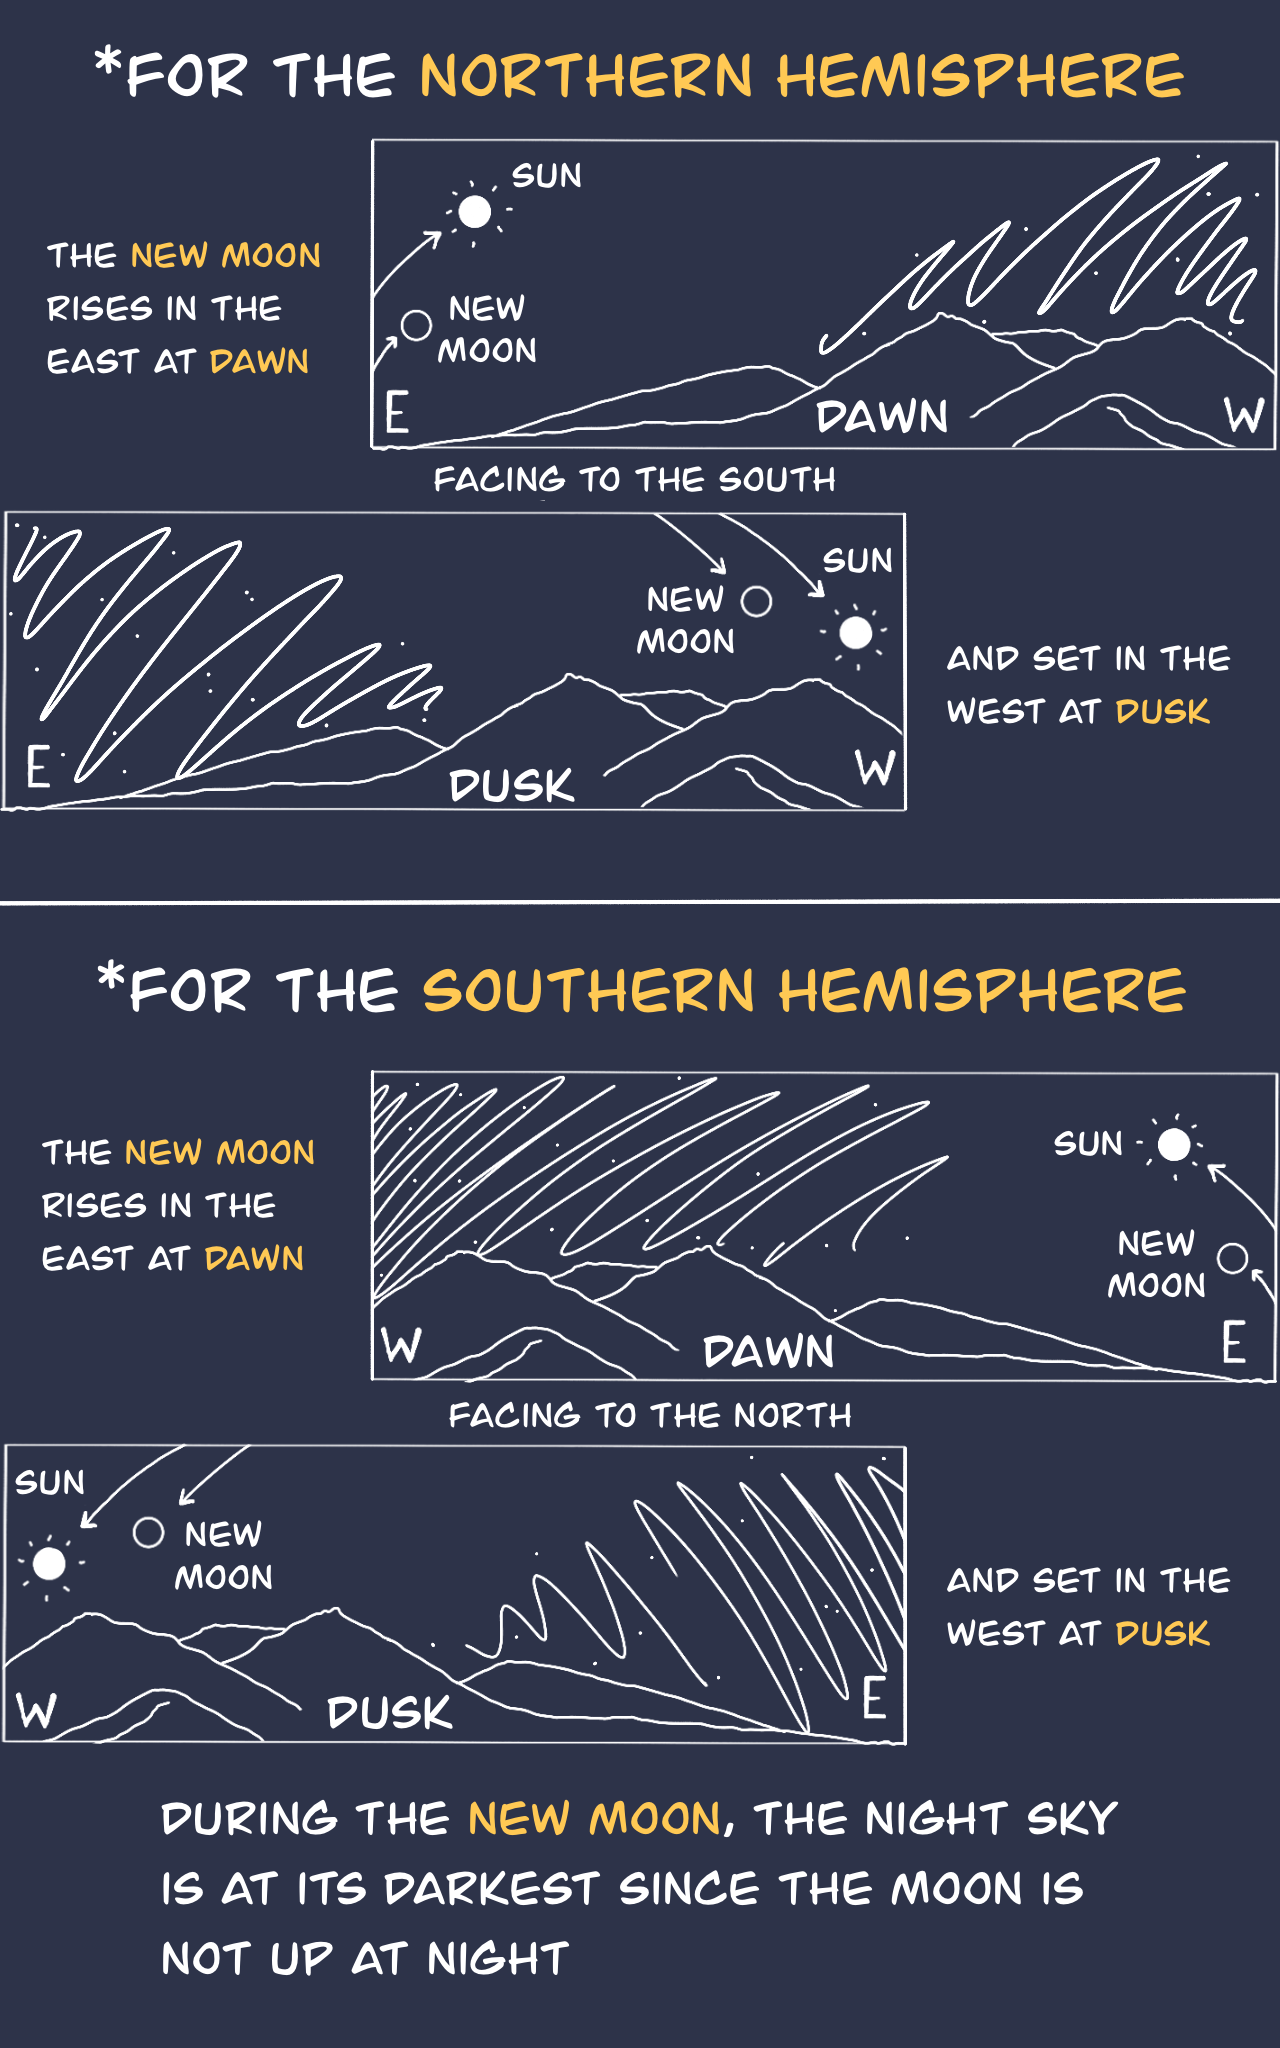 *FOR THE NORTHERN HEMISPHERE
THE NEW MOON
RISES IN THE
EAST AT DAWN
SUN
NEW
MOON
E
DAWN
W
FACING TO THE SOUTH
NEW
MOON
SUN
E
DUSK
W
AND SET IN THE
WEST AT DUSK
*FOR THE SOUTHERN HEMISPHERE
THE NEW MOON
RISES IN THE
EAST AT DAWN
SUN
NEW
MOON
W
DAWN
E
FACING TO THE NORTH
SUN
NEW
MOON
W
DUSK
E
AND SET IN THE
WEST AT DUSK
DURING THE NEW MOON, THE NIGHT SKY
IS AT ITS DARKEST SINCE THE MOON IS
NOT UP AT NIGHT